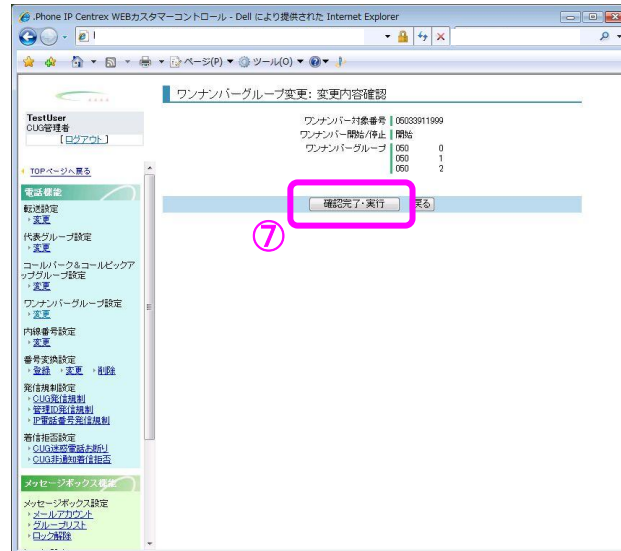 .Phone IP Centrex WEBカスタマーコントロール - Dell により提供された Internet Explorer
ページ(P) ツール(O)
TestUser
CUG管理者
[ログアウト]
TOPページへ戻る
電話機能
転送設定
変更
代表グループ設定
変更
コールパーク&コールピックア
ップグループ設定
変更
ワンナンバーグループ設定
変更
内線番号設定
変更
番号変換設定
登録 変更 削除
発信規制設定
CUG発信規制
管理ID発信規制
IP電話番号発信規制
着信拒否設定
CUG迷惑電話お断り
CUG非通知着信拒否
メッセージボックス機能
メッセージボックス設定
メールアカウント
グループリスト
ロック解除
ワンナンバーグループ変更: 変更内容確認
ワンナンバー対象番号 05033911999
ワンナンバー開始/停止 開始
ワンナンバーグループ 050 0
050 1
050 2
確認完了・実行 戻る
⑦